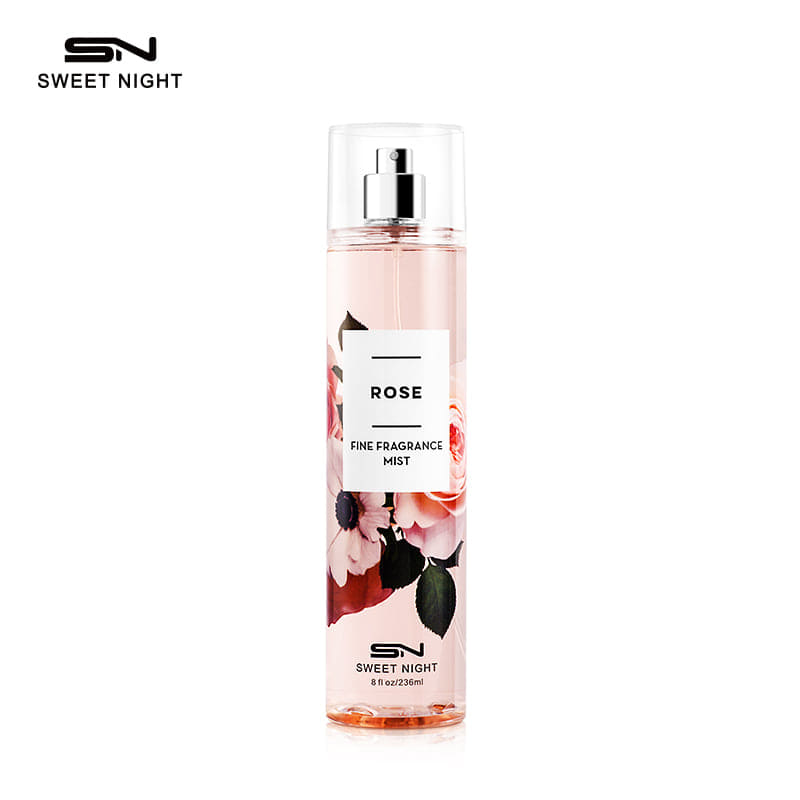 SN
SWEET NIGHT
ROSE
FINE FRAGRANCE
MIST
SN
SWEET NIGHT
8 fl oz/236ml